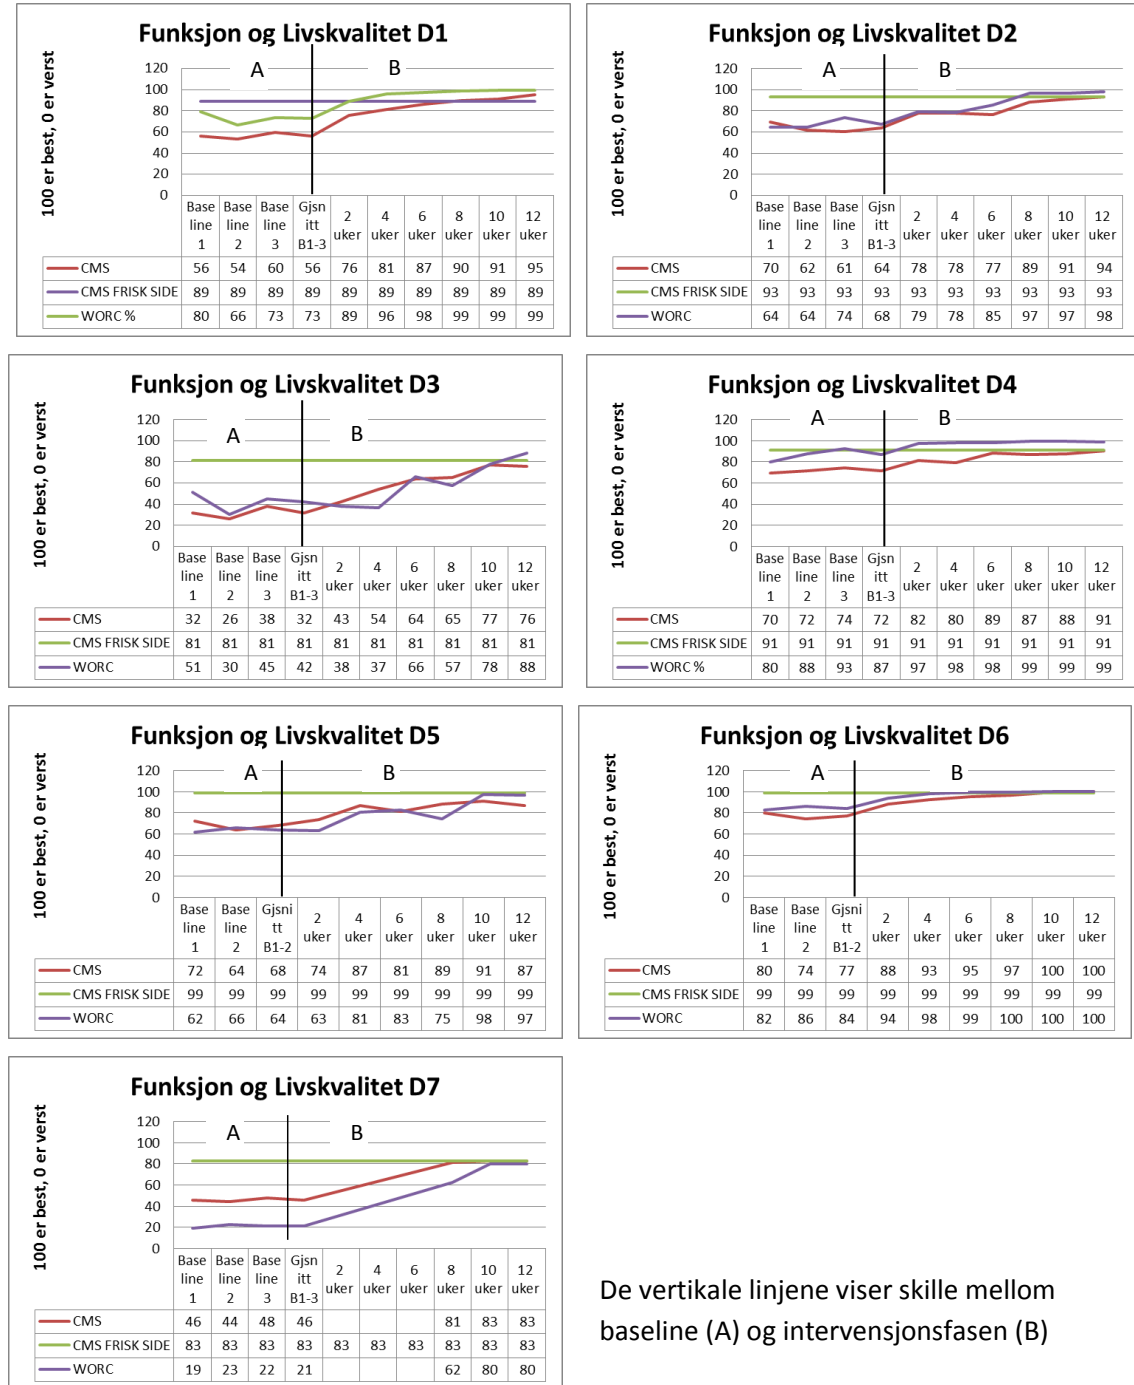 Funksjon og Livskvalitet D1
100 er best, 0 er verst
A B
120
100
80
60
40
20
0
Base line 1 Base line 2 Base line 3 Gjsn itt B1-3 2 uker 4 uker 6 uker 8 uker 10 uker 12 uker
CMS 56 54 60 56 76 81 87 90 91 95
CMS FRISK SIDE 89 89 89 89 89 89 89 89 89 89
WORC % 80 66 73 73 89 96 98 99 99 99
Funksjon og Livskvalitet D2
100 er best, 0 er verst
A B
120
100
80
60
40
20
0
Base line 1 Base line 2 Base line 3 Gjsn itt B1-3 2 uker 4 uker 6 uker 8 uker 10 uker 12 uker
CMS 70 62 61 64 78 78 77 89 91 94
CMS FRISK SIDE 93 93 93 93 93 93 93 93 93 93
WORC 64 64 74 68 79 78 85 97 97 98
Funksjon og Livskvalitet D3
100 er best, 0 er verst
A B
120
100
80
60
40
20
0
Base line 1 Base line 2 Base line 3 Gjsn itt B1-3 2 uker 4 uker 6 uker 8 uker 10 uker 12 uker
CMS 32 26 38 32 43 54 64 65 77 76
CMS FRISK SIDE 81 81 81 81 81 81 81 81 81 81
WORC 51 30 45 42 38 37 66 57 78 88
Funksjon og Livskvalitet D4
100 er best, 0 er verst
A B
120
100
80
60
40
20
0
Base line 1 Base line 2 Base line 3 Gjsn itt B1-3 2 uker 4 uker 6 uker 8 uker 10 uker 12 uker
CMS 70 72 74 72 82 80 89 87 88 91
CMS FRISK SIDE 91 91 91 91 91 91 91 91 91 91
WORC % 80 88 93 87 97 98 98 99 99 99
Funksjon og Livskvalitet D5
100 er best, 0 er verst
A B
120
100
80
60
40
20
0
Base line 1 Base line 2 Gjsni tt B1-2 2 uker 4 uker 6 uker 8 uker 10 uker 12 uker
CMS 72 64 68 74 87 81 89 91 87
CMS FRISK SIDE 99 99 99 99 99 99 99 99 99
WORC 62 66 64 63 81 83 75 98 97
Funksjon og Livskvalitet D6
100 er best, 0 er verst
A B
120
100
80
60
40
20
0
Base line 1 Base line 2 Gjsni tt B1-2 2 uker 4 uker 6 uker 8 uker 10 uker 12 uker
CMS 80 74 77 88 93 95 97 100 100
CMS FRISK SIDE 99 99 99 99 99 99 99 99 99
WORC 82 86 84 94 98 99 100 100 100
Funksjon og Livskvalitet D7
100 er best, 0 er verst
A B
120
100
80
60
40
20
0
Base line 1 Base line 2 Base line 3 Gjsn itt B1-3 2 uker 4 uker 6 uker 8 uker 10 uker 12 uker
CMS 46 44 48 46 81 83 83
CMS FRISK SIDE 83 83 83 83 83 83 83 83 83 83
WORC 19 23 22 21 62 80 80
De vertikale linjene viser skille mellom
baseline (A) og intervensjonsfasen (B)